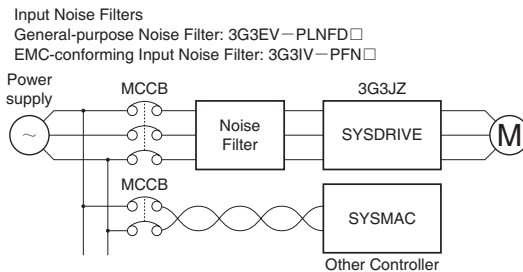 Input Noise Filters
General-purpose Noise Filter: 3G3EV－PLNFD□
EMC-conforming Input Noise Filter: 3G3IV－PFN□
Power
supply
MCCB
3G3JZ
~
Noise
Filter
SYSDRIVE
M
MCCB
SYSMAC
Other Controller